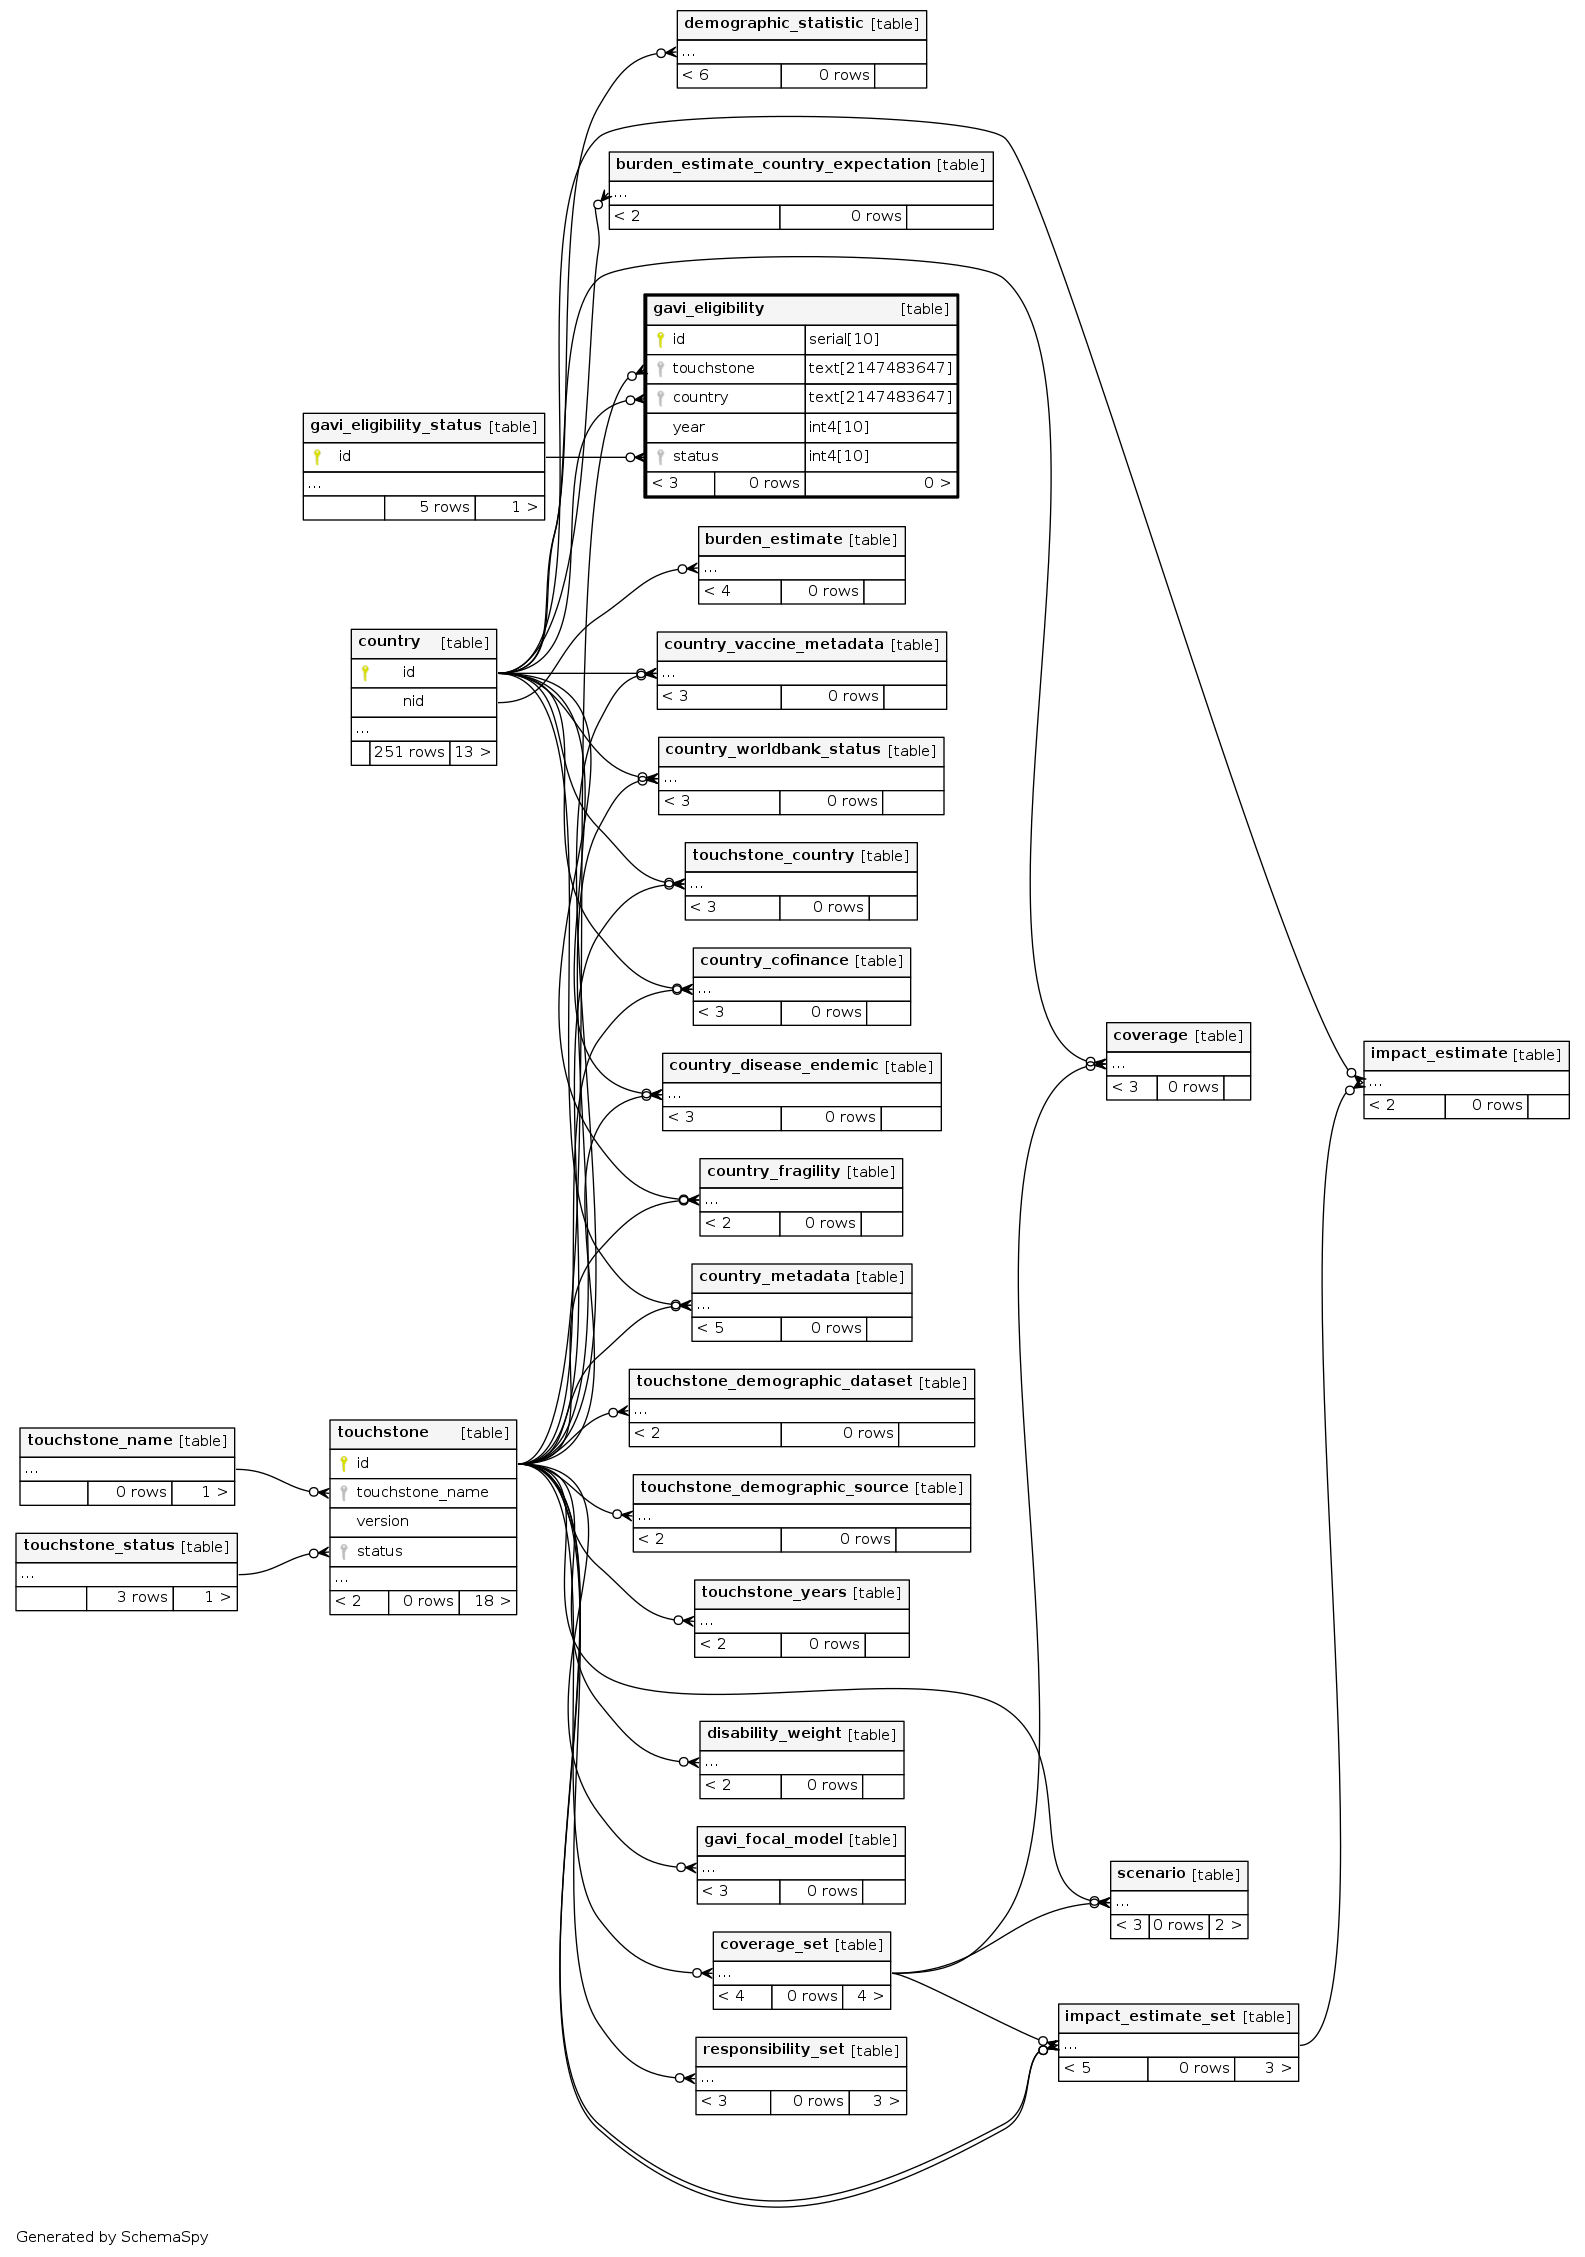 demographic_statistic [table]
...
< 6 0 rows
burden_estimate_country_expectation [table]
...
< 2 0 rows
gavi_eligibility [table]
id serial[10]
touchstone text[2147483647]
country text[2147483647]
year int4[10]
status int4[10]
< 3 0 rows 0 >
gavi_eligibility_status [table]
id
...
5 rows 1 >
burden_estimate [table]
...
< 4 0 rows
country [table]
id
nid
...
251 rows 13 >
country_vaccine_metadata [table]
...
< 3 0 rows
country_worldbank_status [table]
...
< 3 0 rows
touchstone_country [table]
...
< 3 0 rows
country_cofinance [table]
...
< 3 0 rows
coverage [table]
...
< 3 0 rows
impact_estimate [table]
...
< 2 0 rows
country_disease_endemic [table]
...
< 3 0 rows
country_fragility [table]
...
< 2 0 rows
country_metadata [table]
...
< 5 0 rows
touchstone_demographic_dataset [table]
...
< 2 0 rows
touchstone_name [table]
...
0 rows 1 >
touchstone_status [table]
...
3 rows 1 >
touchstone [table]
id
touchstone_name
version
status
...
< 2 0 rows 18 >
touchstone_demographic_source [table]
...
< 2 0 rows
touchstone_years [table]
...
< 2 0 rows
disability_weight [table]
...
< 2 0 rows
gavi_focal_model [table]
...
< 3 0 rows
scenario [table]
...
< 3 0 rows 2 >
coverage_set [table]
...
< 4 0 rows 4 >
impact_estimate_set [table]
...
< 5 0 rows 3 >
responsibility_set [table]
...
< 3 0 rows 3 >
Generated by SchemaSpy